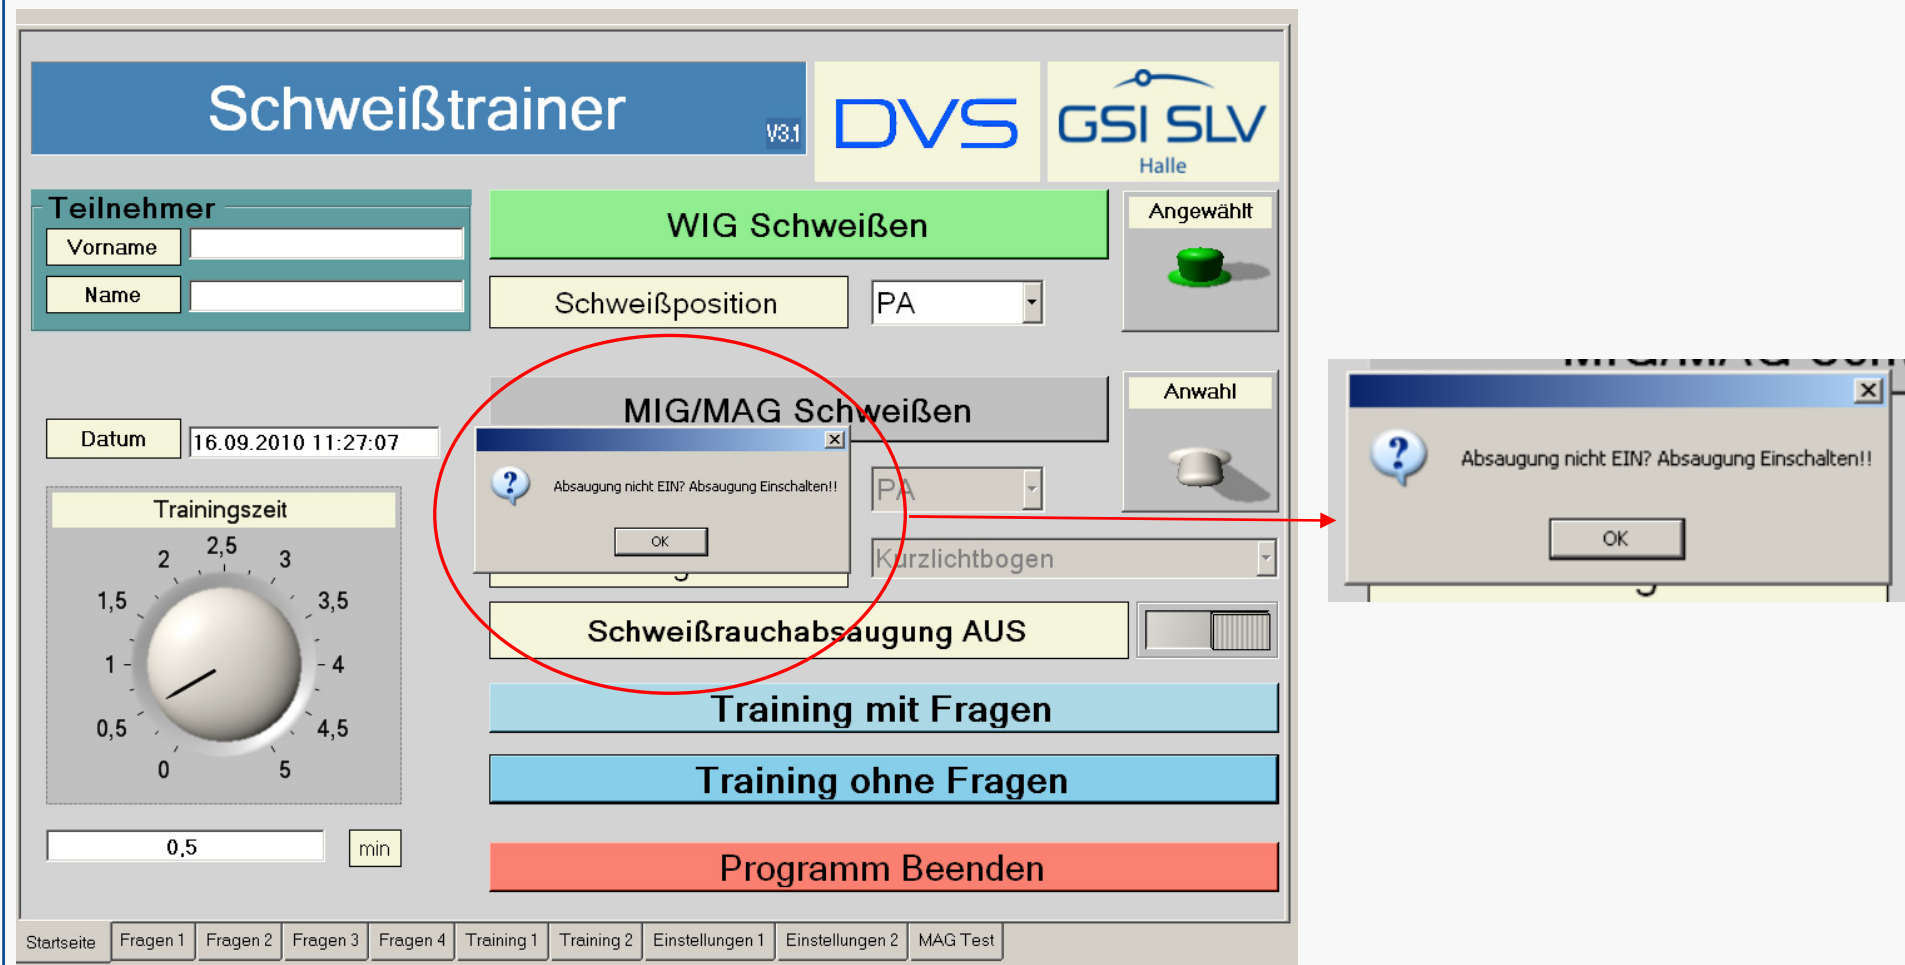 Schweißtrainer
V3.1
DVS
GSI SLV
Halle
Teilnehmer
Vorname
Name
WIG Schweißen
Angewählt
Schweißposition
PA
MIG/MAG Schweißen
Anwahl
Datum
16.09.2010 11:27:07
Absaugung nicht EIN? Absaugung Einschalten!!
OK
PA
Kurzlichtbogen
Trainingszeit
0
0,5
1
1,5
2
2,5
3
3,5
4
4,5
5
0,5
min
Schweißrauchabsaugung AUS
Training mit Fragen
Training ohne Fragen
Programm Beenden
Startseite
Fragen 1
Fragen 2
Fragen 3
Fragen 4
Training 1
Training 2
Einstellungen 1
Einstellungen 2
MAG Test
Absaugung nicht EIN? Absaugung Einschalten!!
OK